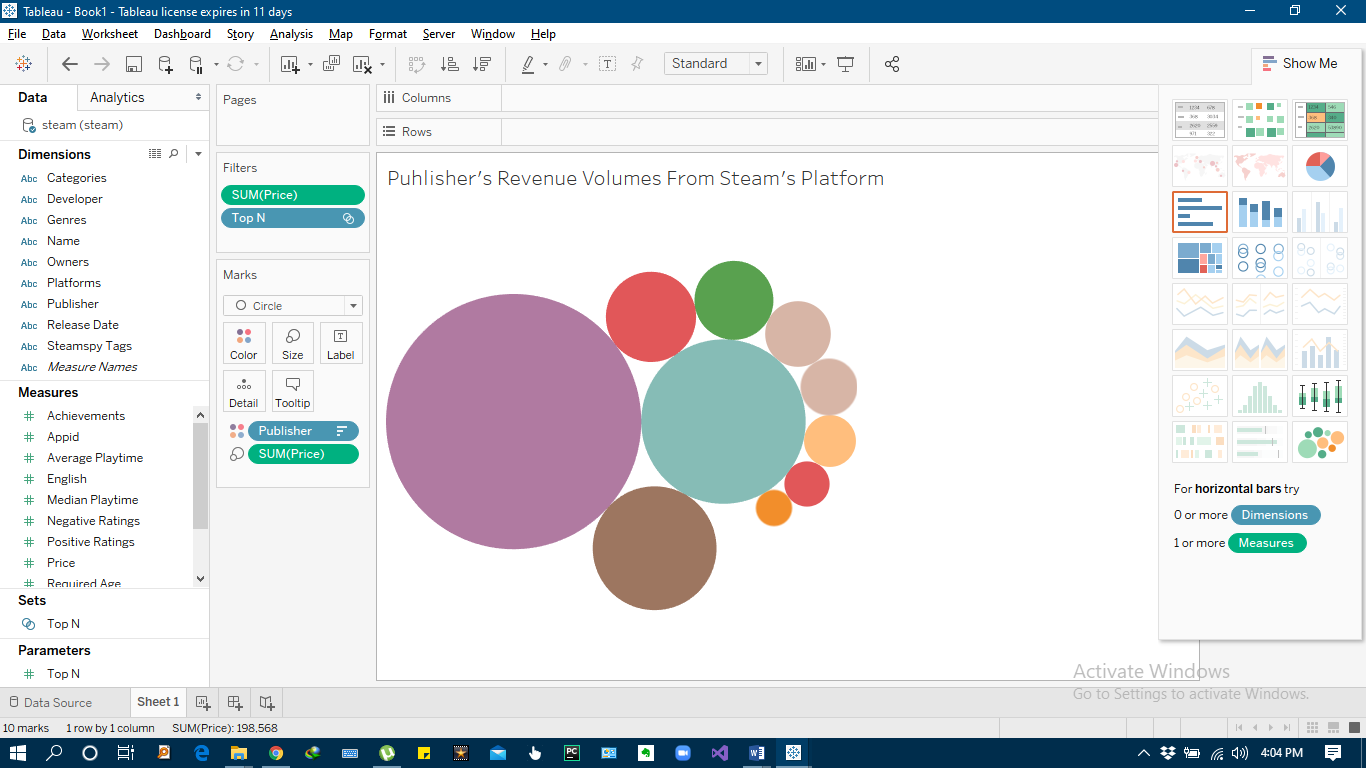 Tableau - Book1 - Tableau license expires in 11 days
File Data Worksheet Dashboard Story Analysis Map Format Server Window Help
Standard
Show Me
Data Analytics
steam (steam)
Dimensions
Abc Categories
Abc Developer
Abc Genres
Abc Name
Abc Owners
Abc Platforms
Abc Publisher
Abc Release Date
Abc Steamspy Tags
Abc Measure Names
Measures
# Achievements
# Appid
# Average Playtime
# English
# Median Playtime
# Negative Ratings
# Positive Ratings
# Price
# Required Age
Sets
Top N
Parameters
# Top N
Pages
Filters
SUM(Price)
Top N
Marks
Circle
Color Size Label
Detail Tooltip
Publisher
SUM(Price)
Columns
Rows
Puhlisher's Revenue Volumes From Steam's Platform
For horizontal bars try
0 or more Dimensions
1 or more Measures
Activate Windows
Go to Settings to activate Windows.
Data Source Sheet 1
10 marks 1 row by 1 column SUM(Price): 198,568
4:04 PM